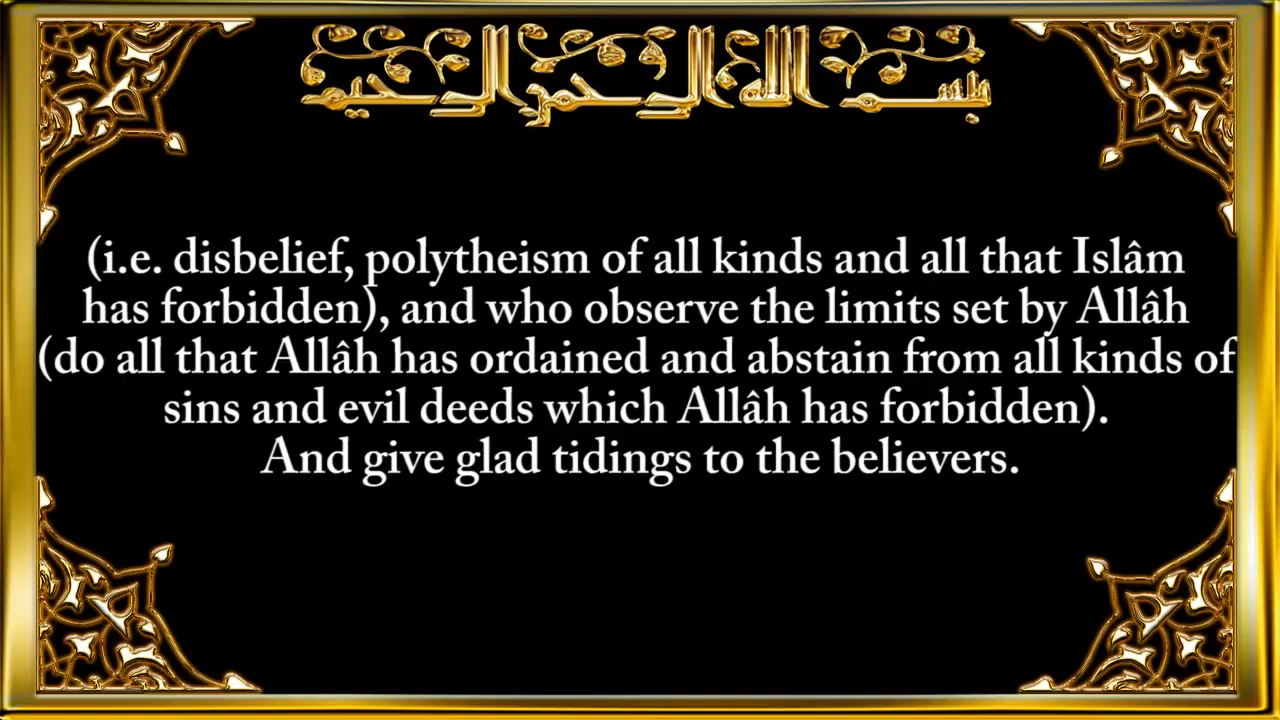 بسم الله الرحمن الرحيم
(i.e. disbelief, polytheism of all kinds and all that Islâm
has forbidden), and who observe the limits set by Allâh
(do all that Allâh has ordained and abstain from all kinds of
sins and evil deeds which Allâh has forbidden).
And give glad tidings to the believers.